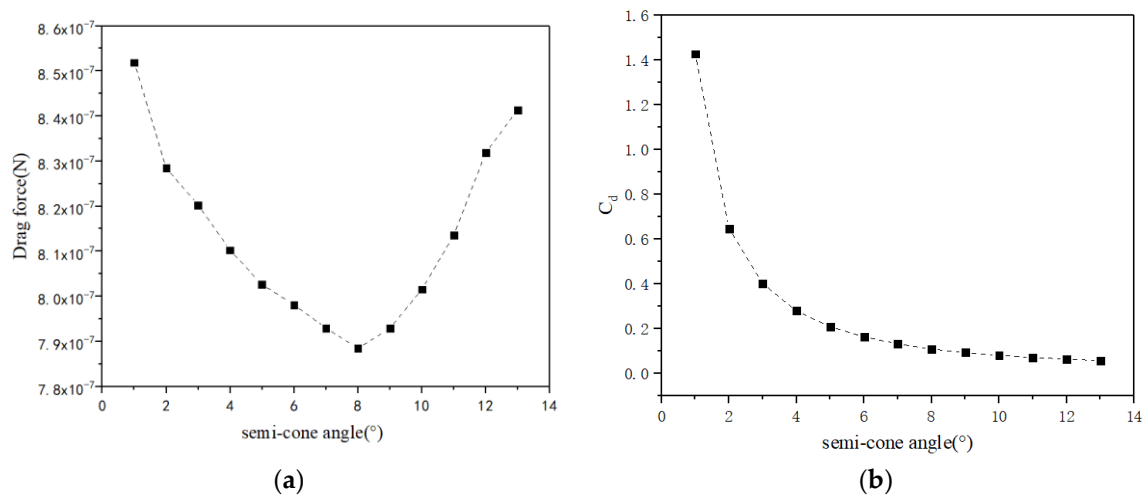 8.6x10⁻⁷
8.5x10⁻⁷
8.4x10⁻⁷
8.3x10⁻⁷
8.2x10⁻⁷
8.1x10⁻⁷
8.0x10⁻⁷
7.9x10⁻⁷
7.8x10⁻⁷
Drag force(N)
0 2 4 6 8 10 12 14
semi-cone angle(°)
(a)
1.6
1.4
1.2
1.0
0.8
0.6
0.4
0.2
0.0
C_d
0 2 4 6 8 10 12 14
semi-cone angle(°)
(b)